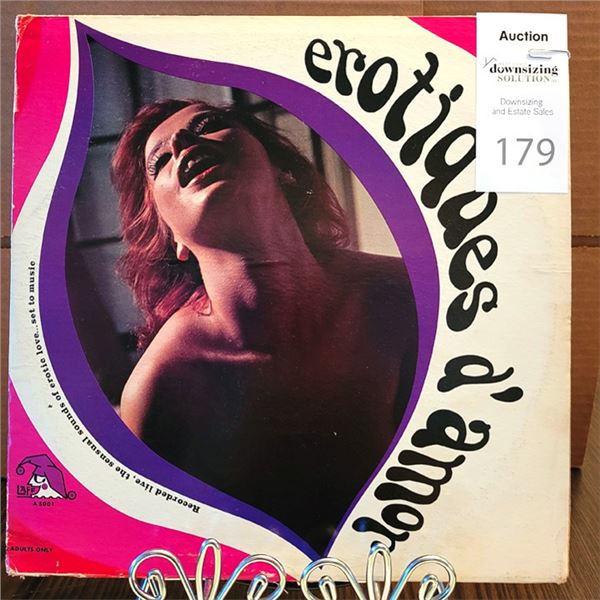 erotiques d'amor
Auction
downsizing
SOLUTION
Downsizing
and Estate Sales
179
Recorded live, the sensual sounds of erotic love...set to music
LAFF
A 5001
ADULTS ONLY